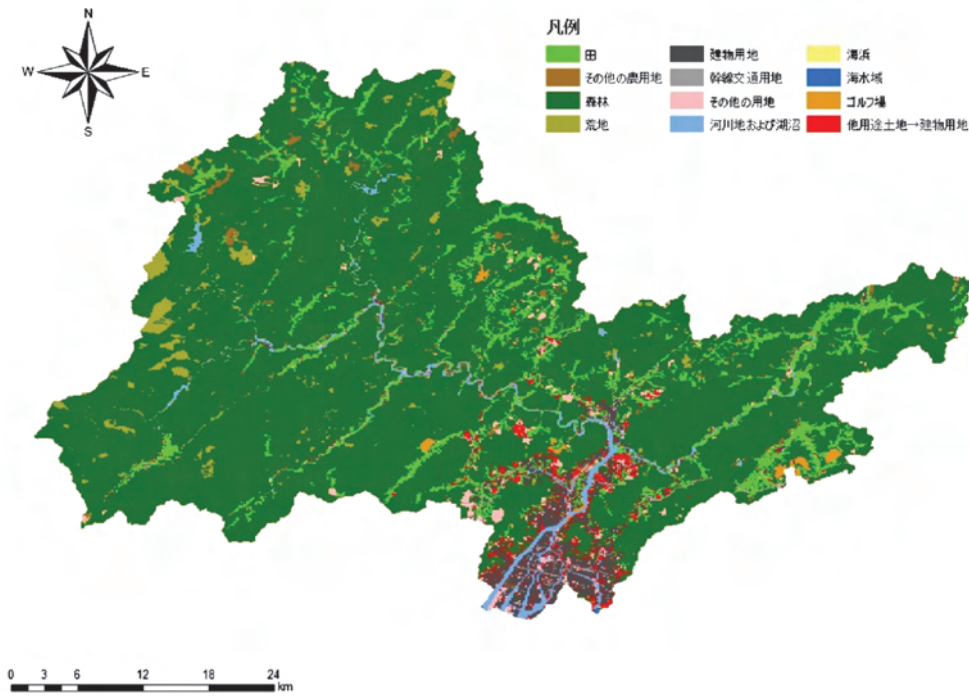 N
W E
S
凡例
田
その他の農用地
森林
荒地
建物用地
幹線交通用地
その他の用地
河川地および湖沼
海浜
海水域
ゴルフ場
他用途土地→建物用地
0 3 6 12 18 24
km